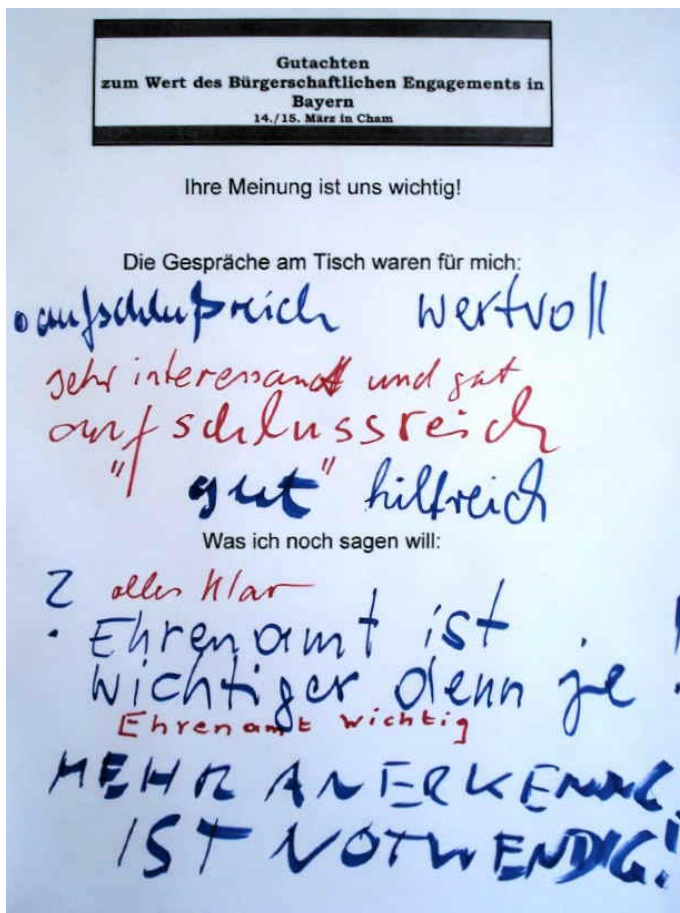 Gutachten
zum Wert des Bürgerschaftlichen Engagements in
Bayern
14./15. März in Cham
Ihre Meinung ist uns wichtig!
Die Gespräche am Tisch waren für mich:
aufschlußreich wertvoll
sehr interessant und gut
aufschlussreich
"gut" hilfreich
Was ich noch sagen will:
? alles klar
Ehrenamt ist
wichtiger denn je!
Ehrenamt wichtig
MEHR ANERKENNUNG
IST NOTWENDIG!